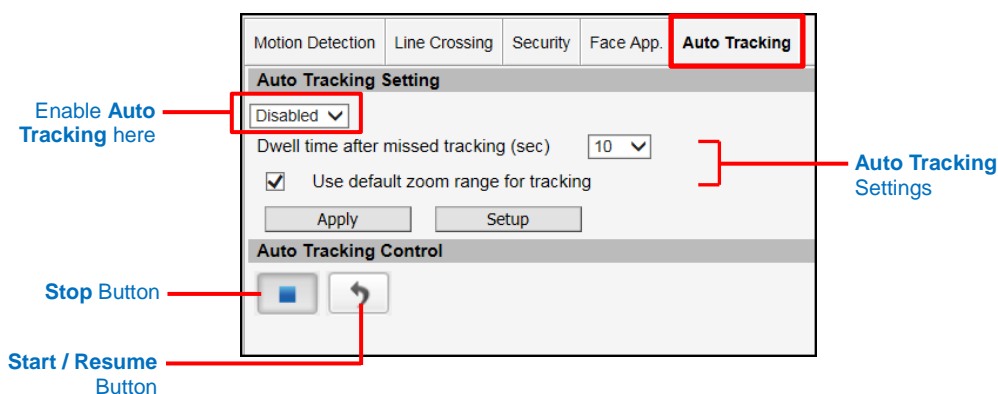 Motion Detection Line Crossing Security Face App. Auto Tracking
Auto Tracking Setting
Enable Auto
Tracking here
Disabled
Dwell time after missed tracking (sec) 10
Use default zoom range for tracking
Auto Tracking
Settings
Apply Setup
Auto Tracking Control
Stop Button
Start / Resume
Button